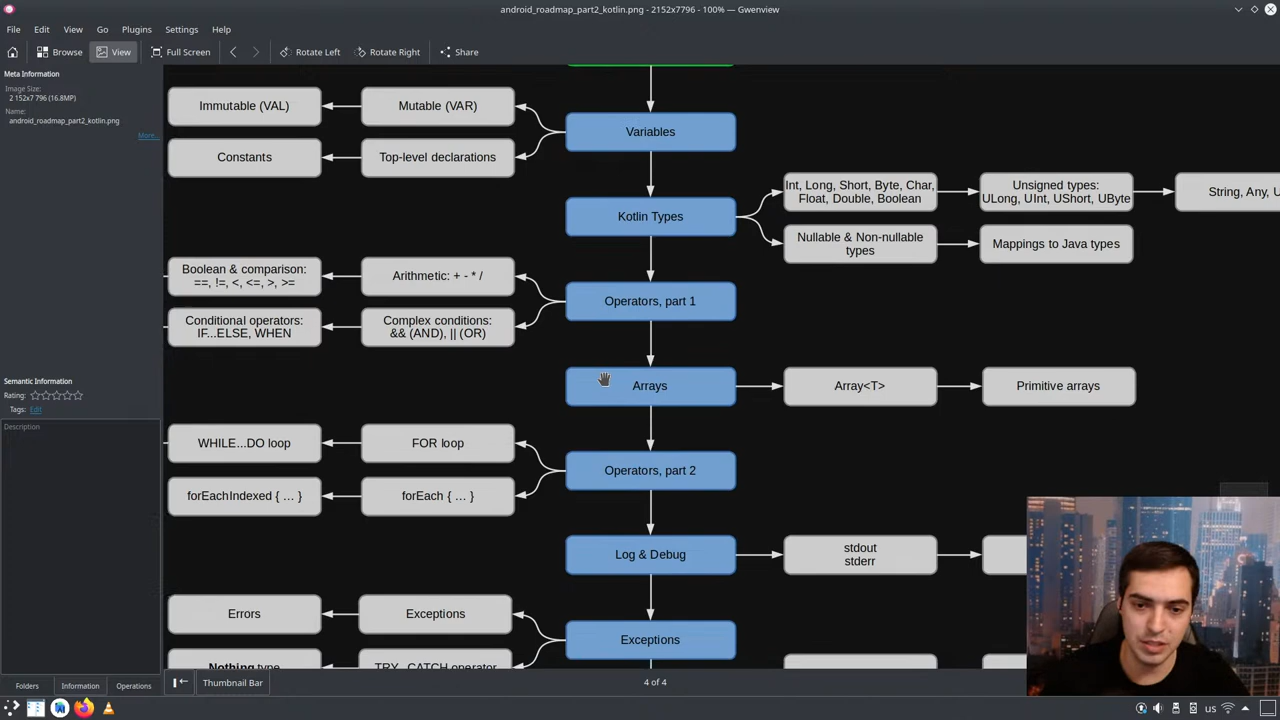 android_roadmap_part2_kotlin.png - 2152x7796 - 100% — Gwenview
File Edit View Go Plugins Settings Help
Browse View Full Screen Rotate Left Rotate Right Share
Meta Information
Image Size:
2 152x7 796 (16.8MP)
Name:
android_roadmap_part2_kotlin.png
More...
Semantic Information
Rating:
Tags: Edit
Description
Folders Information Operations
Immutable (VAL)
Mutable (VAR)
Variables
Constants
Top-level declarations
Kotlin Types
Int, Long, Short, Byte, Char,
Float, Double, Boolean
Unsigned types:
ULong, UInt, UShort, UByte
String, Any, U
Nullable & Non-nullable
types
Mappings to Java types
Boolean & comparison:
==, !=, <, <=, >, >=
Arithmetic: + - * /
Operators, part 1
Conditional operators:
IF...ELSE, WHEN
Complex conditions:
&& (AND), || (OR)
Arrays
Array<T>
Primitive arrays
WHILE...DO loop
FOR loop
Operators, part 2
forEachIndexed { ... }
forEach { ... }
Log & Debug
stdout
stderr
Errors
Exceptions
Exceptions
Nothing type
TRY...CATCH operator
Thumbnail Bar
4 of 4
us